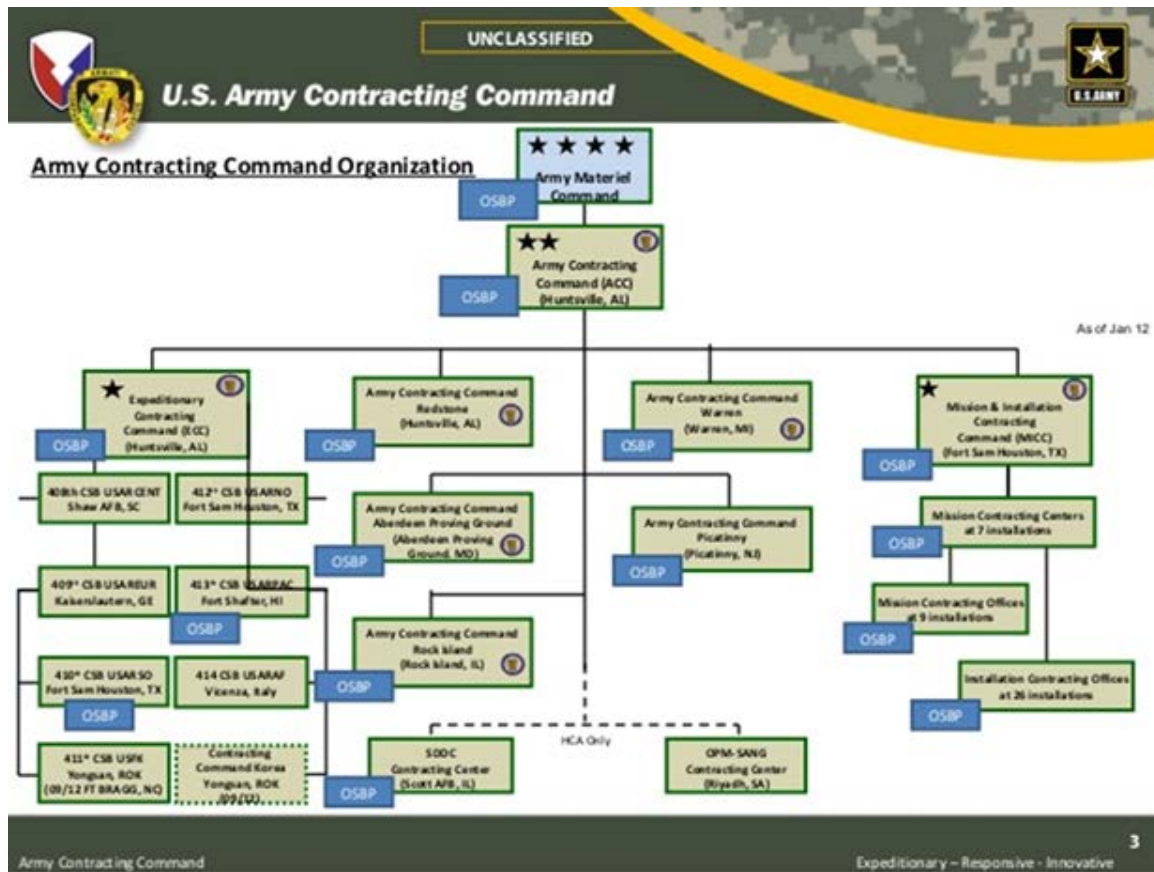 UNCLASSIFIED
U.S. Army Contracting Command
U.S.ARMY
Army Contracting Command Organization
Army Materiel
Command
OSBP
Army Contracting
Command (ACC)
(Huntsville, AL)
OSBP
As of Jan 12
Expeditionary
Contracting
Command (ECC)
(Huntsville, AL)
OSBP
Army Contracting Command
Redstone
(Huntsville, AL)
OSBP
Army Contracting Command
Warren
(Warren, MI)
OSBP
Mission & Installation
Contracting
Command (MICC)
(Fort Sam Houston, TX)
OSBP
408th CSB USARCENT
Shaw AFB, SC
412th CSB USARNO
Fort Sam Houston, TX
Army Contracting Command
Aberdeen Proving Ground
(Aberdeen Proving
Ground, MD)
OSBP
Army Contracting Command
Picatinny
(Picatinny, NJ)
OSBP
Mission Contracting Centers
at 7 installations
OSBP
409th CSB USAREUR
Kaiserslautern, GE
413th CSB USARPAC
Fort Shafter, HI
OSBP
Mission Contracting Offices
at 9 installations
OSBP
Army Contracting Command
Rock Island
(Rock Island, IL)
OSBP
410th CSB USARSO
Fort Sam Houston, TX
OSBP
414 CSB USARAF
Vicenza, Italy
Installation Contracting Offices
at 26 installations
OSBP
HCA Only
411th CSB USFK
Yongsan, ROK
(09/12 FT BRAGG, NC)
Contracting
Command Korea
Yongsan, ROK
(09/12)
SDDC
Contracting Center
(Scott AFB, IL)
OSBP
OPM-SANG
Contracting Center
(Riyadh, SA)
3
Army Contracting Command
Expeditionary – Responsive - Innovative